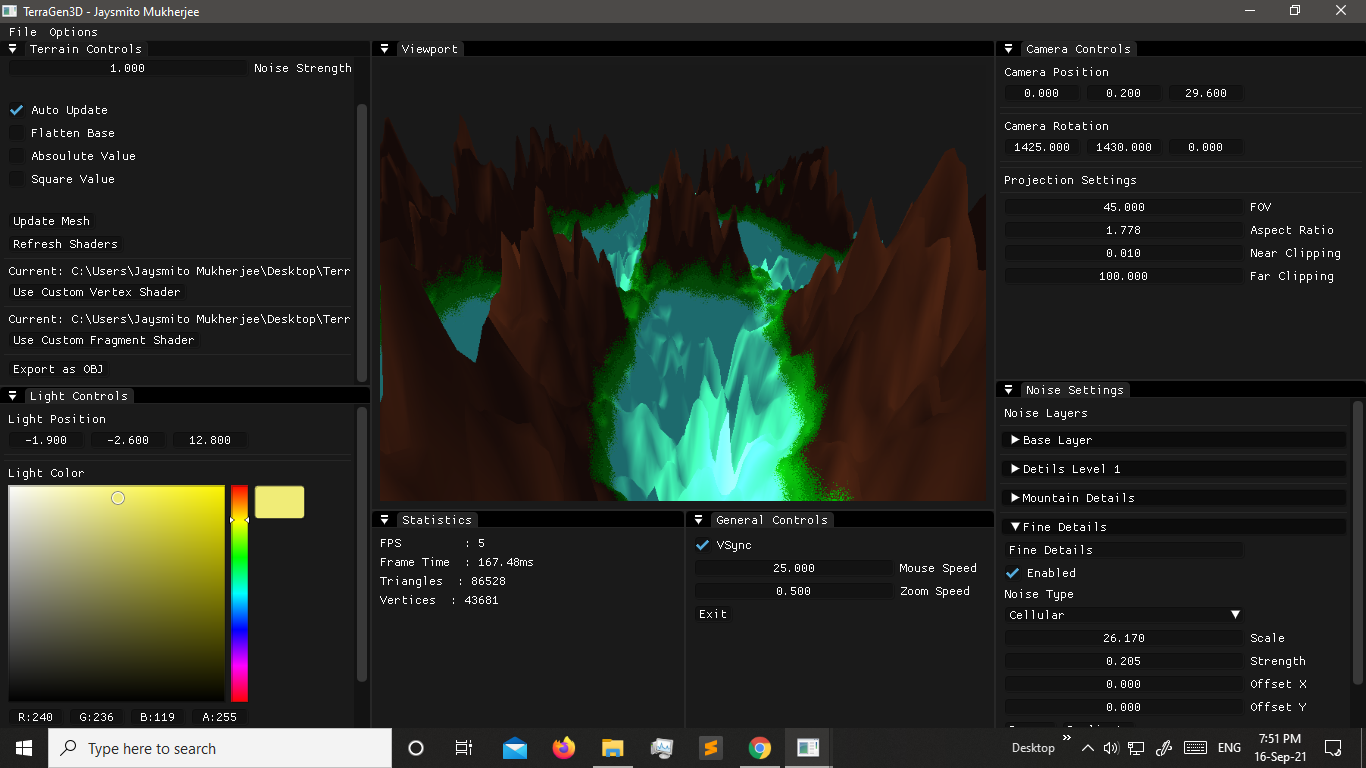 TerraGen3D - Jaysmito Mukherjee
File Options
Terrain Controls
1.000 Noise Strength
Auto Update
Flatten Base
Absoulute Value
Square Value
Update Mesh
Refresh Shaders
Current: C:\Users\Jaysmito Mukherjee\Desktop\Terr
Use Custom Vertex Shader
Current: C:\Users\Jaysmito Mukherjee\Desktop\Terr
Use Custom Fragment Shader
Export as OBJ
Light Controls
Light Position
-1.900 -2.600 12.800
Light Color
R:240 G:236 B:119 A:255
Viewport
Statistics
FPS : 5
Frame Time : 167.48ms
Triangles : 86528
Vertices : 43681
General Controls
VSync
25.000 Mouse Speed
0.500 Zoom Speed
Exit
Camera Controls
Camera Position
0.000 0.200 29.600
Camera Rotation
1425.000 1430.000 0.000
Projection Settings
45.000 FOV
1.778 Aspect Ratio
0.010 Near Clipping
100.000 Far Clipping
Noise Settings
Noise Layers
Base Layer
Detils Level 1
Mountain Details
Fine Details
Fine Details
Enabled
Noise Type
Cellular
26.170 Scale
0.205 Strength
0.000 Offset X
0.000 Offset Y
Type here to search
Desktop
ENG
7:51 PM
16-Sep-21